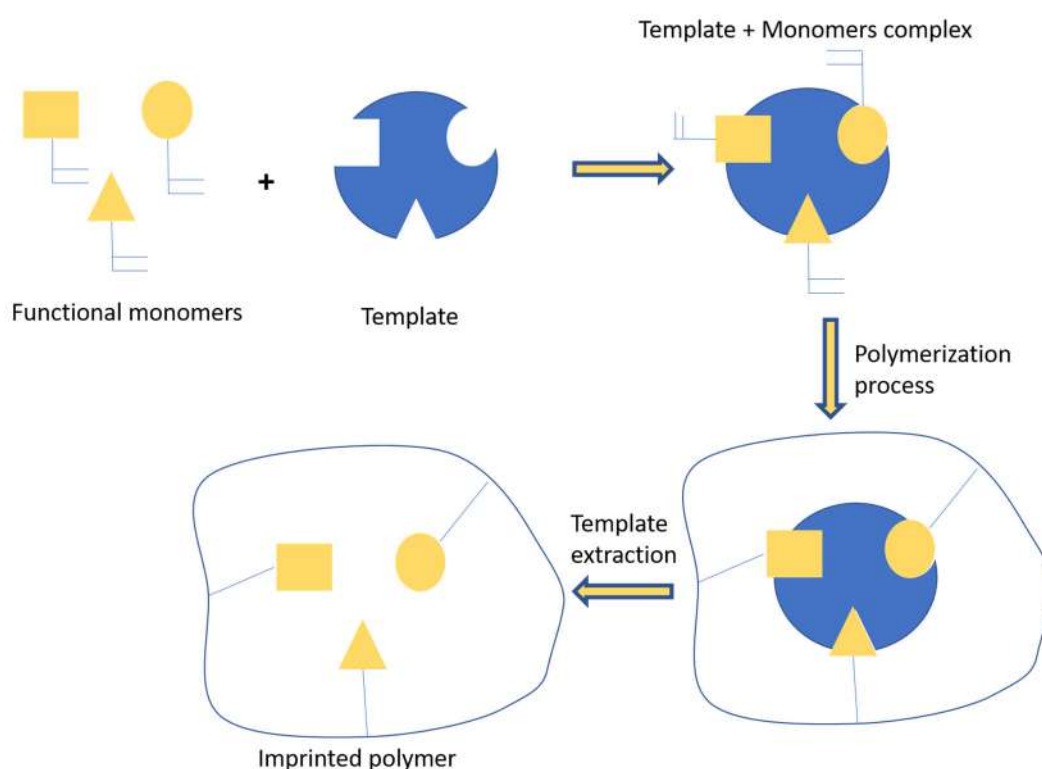 Template + Monomers complex
+
Functional monomers
Template
Polymerization
process
Template
extraction
Imprinted polymer